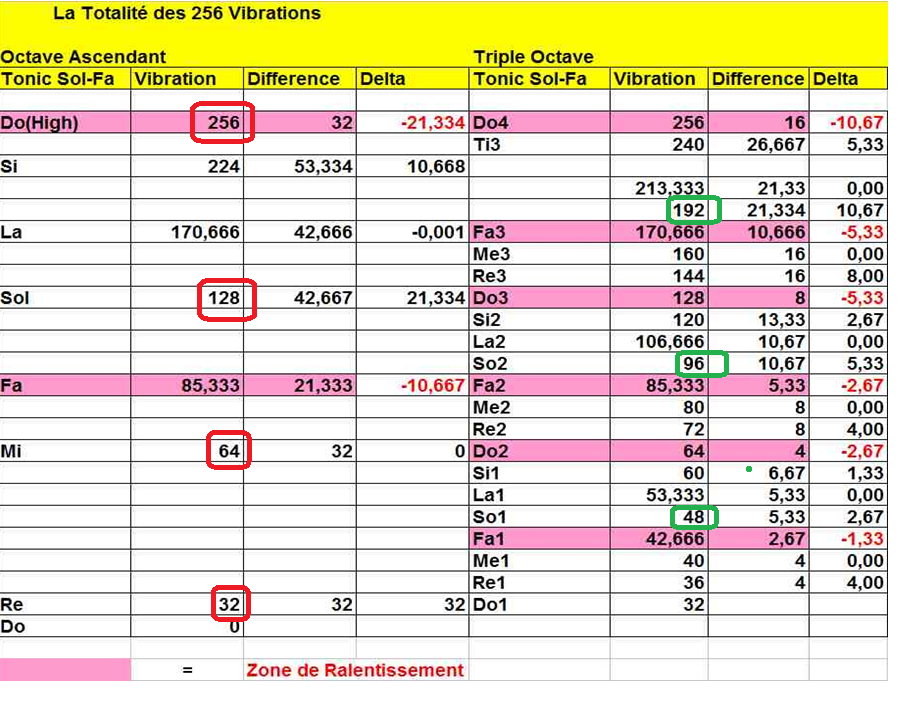 La Totalité des 256 Vibrations
Octave Ascendant Triple Octave
Tonic Sol-Fa Vibration Difference Delta Tonic Sol-Fa Vibration Difference Delta
Do(High) 256 32 -21,334 Do4 256 16 -10,67
Ti3 240 26,667 5,33
Si 224 53,334 10,668
213,333 21,33 0,00
192 21,334 10,67
La 170,666 42,666 -0,001 Fa3 170,666 10,666 -5,33
Me3 160 16 0,00
Re3 144 16 8,00
Sol 128 42,667 21,334 Do3 128 8 -5,33
Si2 120 13,33 2,67
La2 106,666 10,67 0,00
So2 96 10,67 5,33
Fa 85,333 21,333 -10,667 Fa2 85,333 5,33 -2,67
Me2 80 8 0,00
Re2 72 8 4,00
Mi 64 32 0 Do2 64 4 -2,67
Si1 60 6,67 1,33
La1 53,333 5,33 0,00
So1 48 5,33 2,67
Fa1 42,666 2,67 -1,33
Me1 40 4 0,00
Re1 36 4 4,00
Re 32 32 32 Do1 32
Do 0
= Zone de Ralentissement